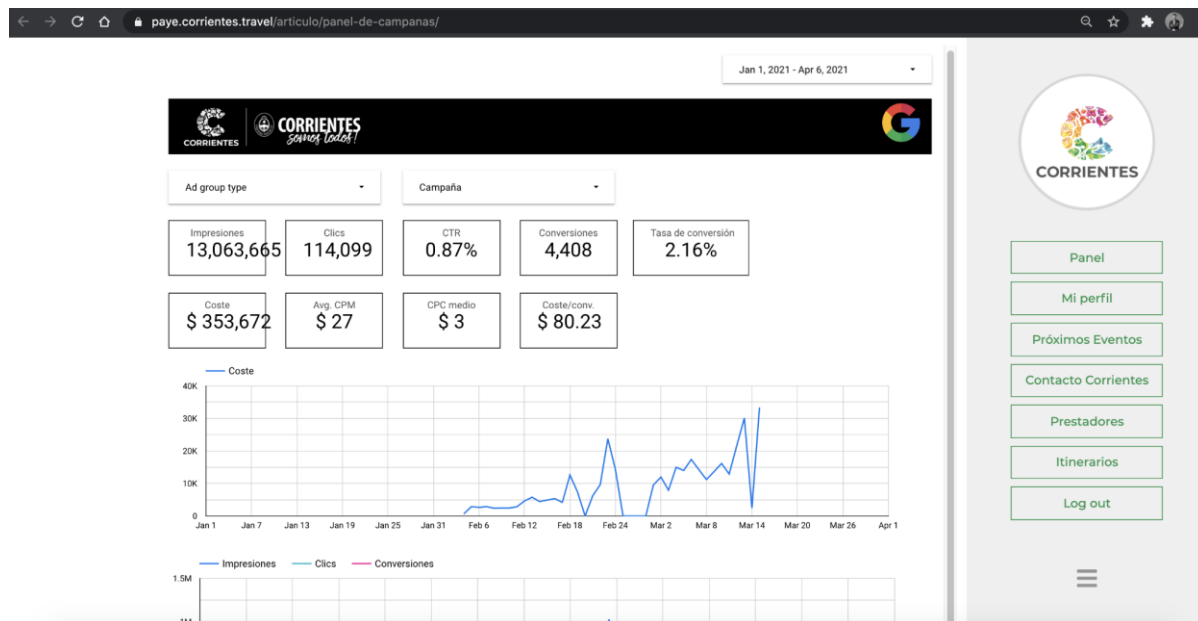 paye.corrientes.travel/articulo/panel-de-campanas/
Jan 1, 2021 - Apr 6, 2021
CORRIENTES
CORRIENTES
somos todos!
G
Ad group type
Campaña
Impresiones
13,063,665
Clics
114,099
CTR
0.87%
Conversiones
4,408
Tasa de conversión
2.16%
Coste
$ 353,672
Avg. CPM
$ 27
CPC medio
$ 3
Coste/conv.
$ 80.23
Coste
40K
30K
20K
10K
0
Jan 1 Jan 7 Jan 13 Jan 19 Jan 25 Jan 31 Feb 6 Feb 12 Feb 18 Feb 24 Mar 2 Mar 8 Mar 14 Mar 20 Mar 26 Apr 1
Impresiones Clics Conversiones
1.5M
1M
CORRIENTES
Panel
Mi perfil
Próximos Eventos
Contacto Corrientes
Prestadores
Itinerarios
Log out